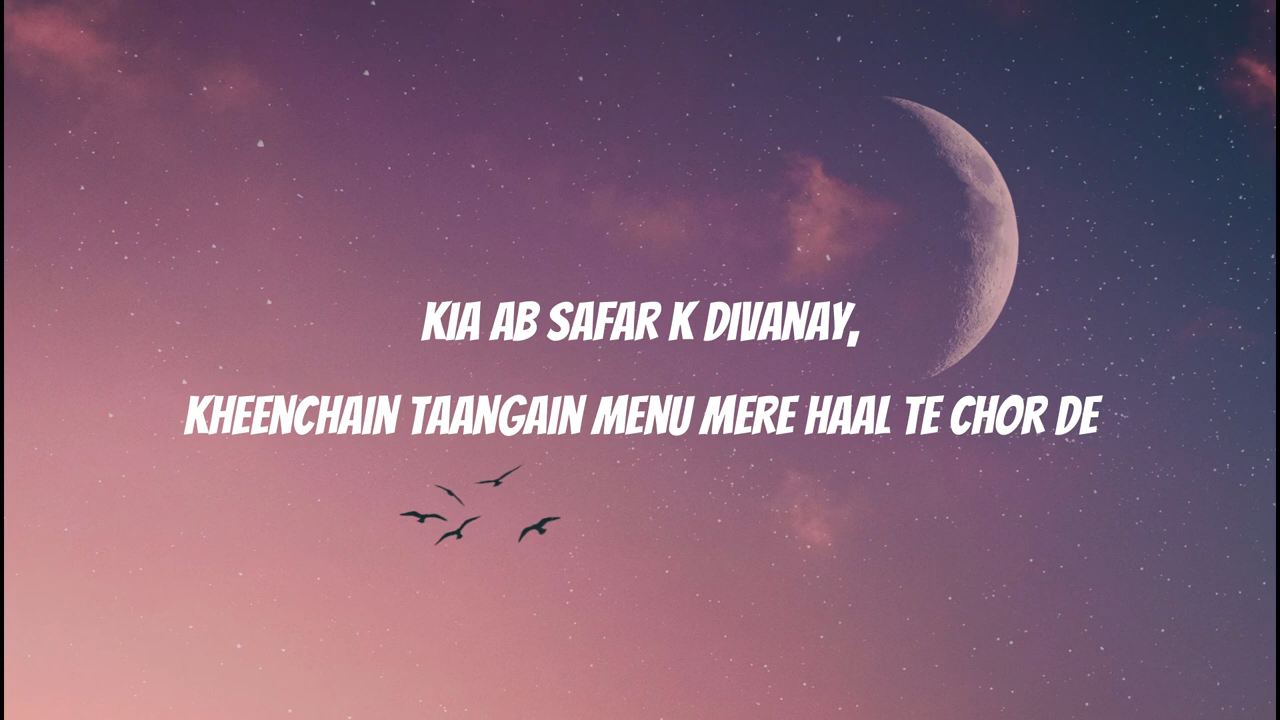 KIA AB SAFAR K DIVANAY,
KHEENCHAIN TAANGAIN MENU MERE HAAL TE CHOR DE